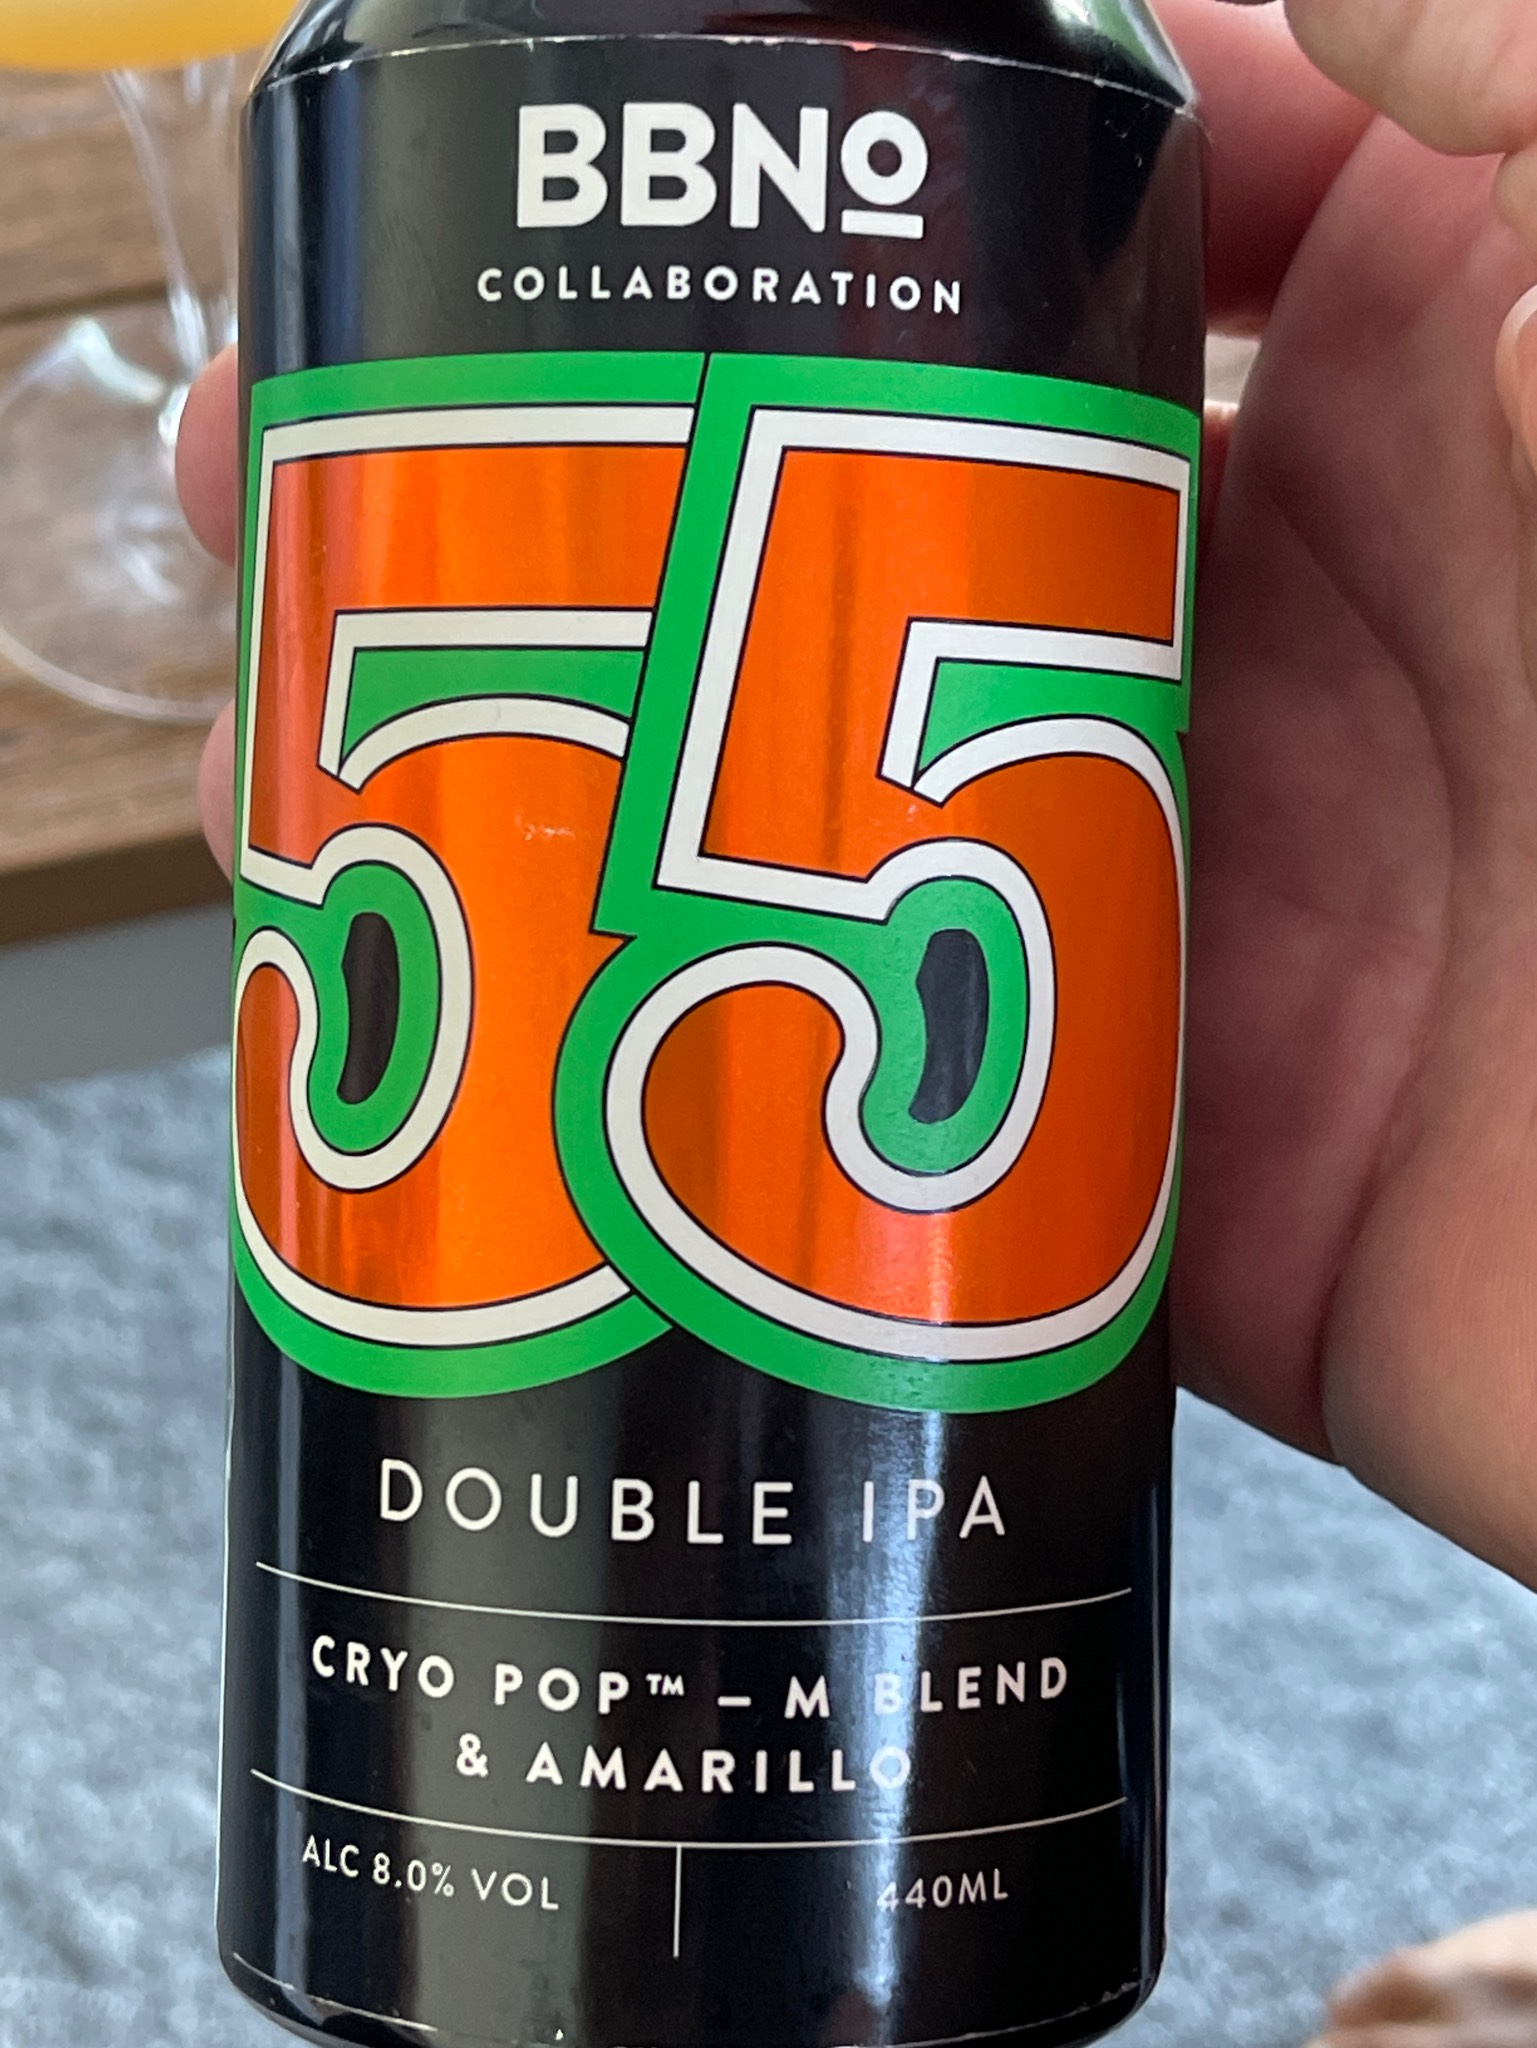 BBNº
COLLABORATION
55
DOUBLE IPA
CRYO POP™ – M BLEND
& AMARILLO
ALC 8.0% VOL
440ML